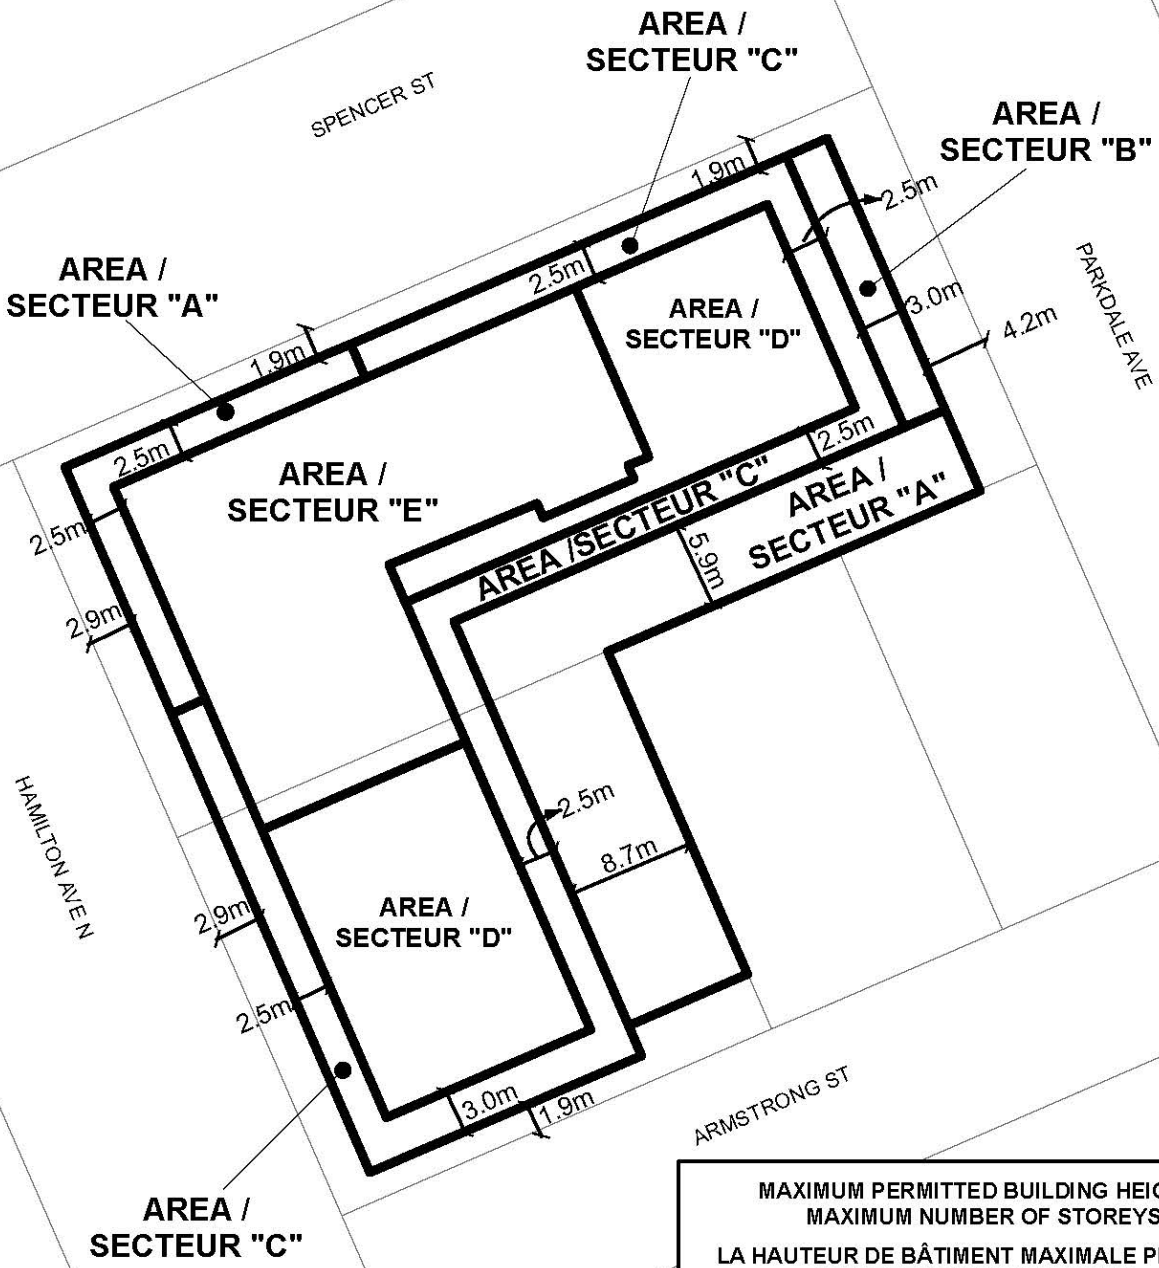 AREA /
SECTEUR "C"
SPENCER ST
AREA /
SECTEUR "B"
1.9m
2.5m
AREA /
SECTEUR "A"
2.5m
PARKDALE AVE
3.0m
AREA /
SECTEUR "D"
4.2m
1.9m
2.5m
2.5m
AREA /
SECTEUR "E"
AREA /SECTEUR "C"
AREA /
SECTEUR "A"
2.5m
5.9m
2.9m
HAMILTON AVE N
2.5m
8.7m
2.9m
AREA /
SECTEUR "D"
2.5m
3.0m
1.9m
ARMSTRONG ST
AREA /
SECTEUR "C"
MAXIMUM PERMITTED BUILDING HEIG
MAXIMUM NUMBER OF STOREYS
LA HAUTEUR DE BÂTIMENT MAXIMALE P